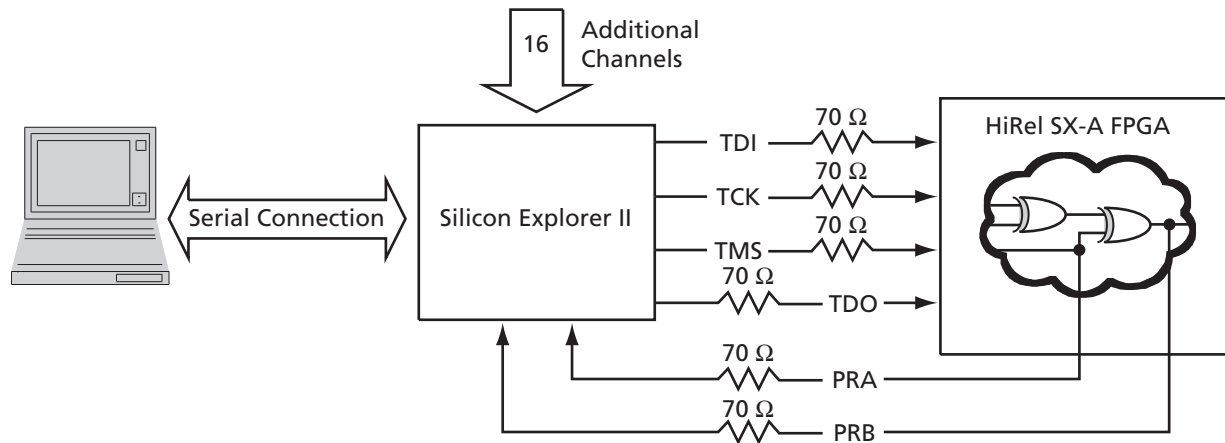 16
Additional
Channels
Serial Connection
Silicon Explorer II
70 Ω
TDI
70 Ω
TCK
70 Ω
TMS
70 Ω
TDO
70 Ω
PRA
70 Ω
PRB
HiRel SX-A FPGA